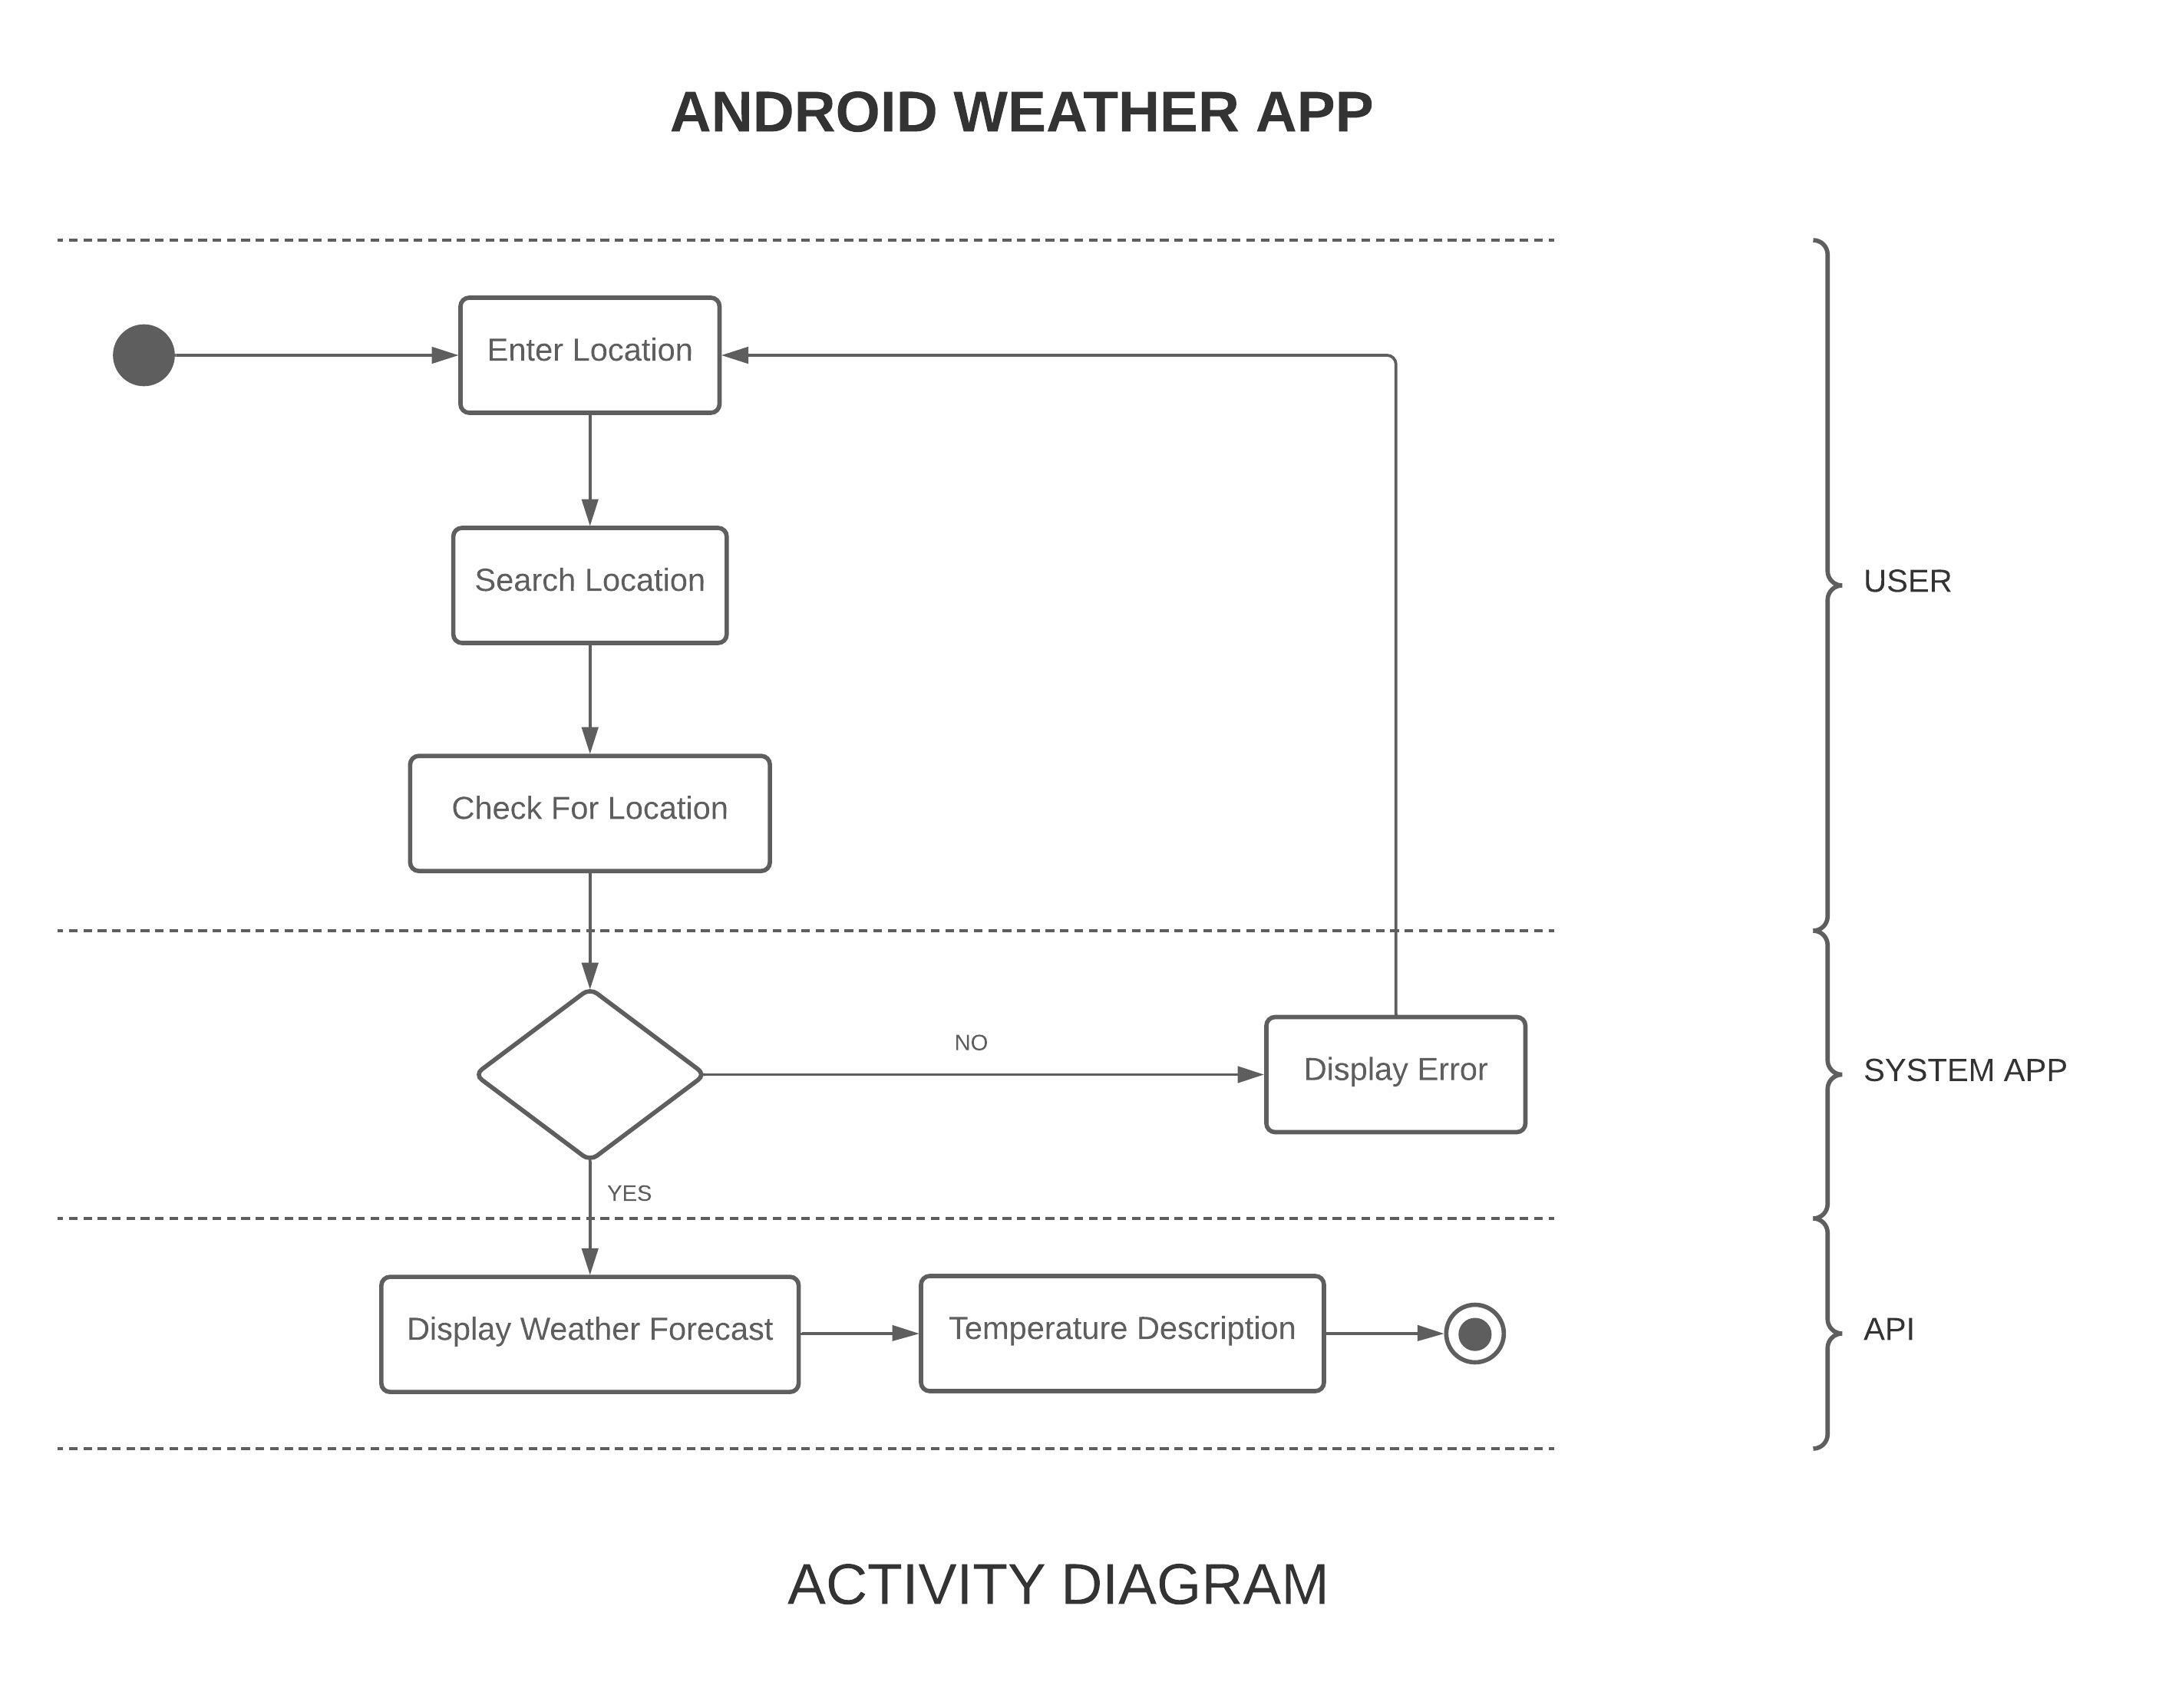 ANDROID WEATHER APP
Enter Location
Search Location
USER
Check For Location
NO
Display Error
SYSTEM APP
YES
Display Weather Forecast
Temperature Description
API
ACTIVITY DIAGRAM